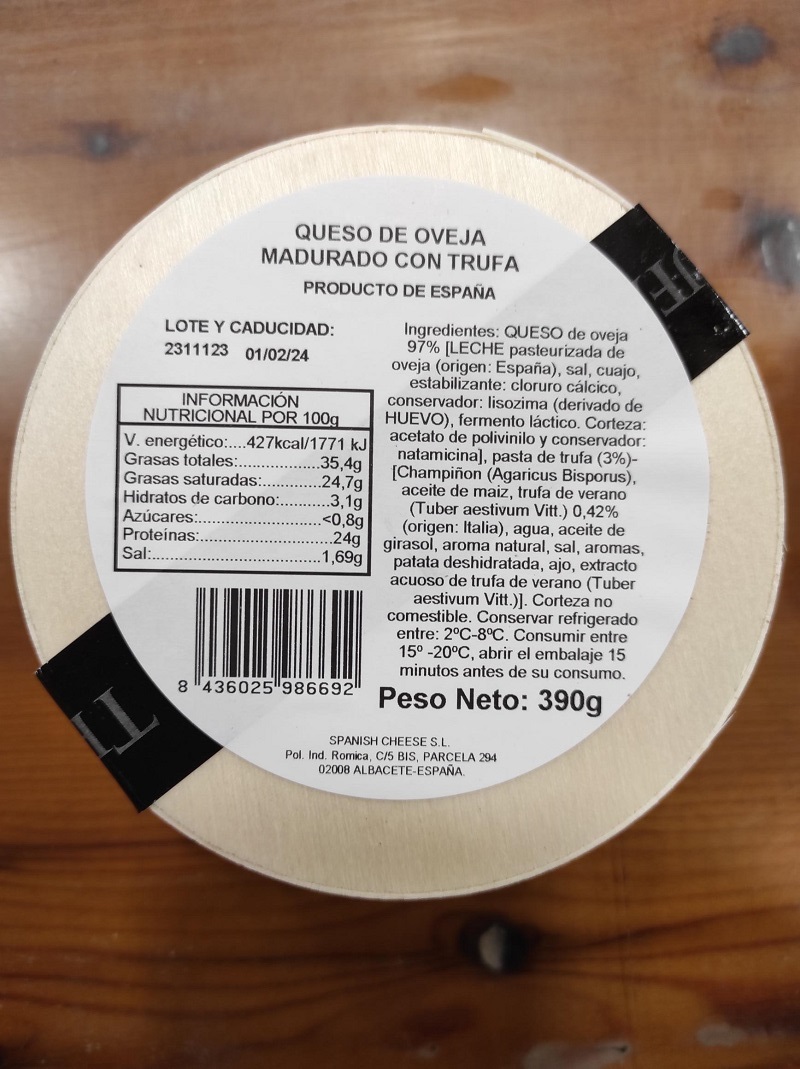 QUESO DE OVEJA
MADURADO CON TRUFA
PRODUCTO DE ESPAÑA
LOTE Y CADUCIDAD:
2311123 01/02/24
INFORMACIÓN
NUTRICIONAL POR 100g
V. energético:....427kcal/1771 kJ
Grasas totales:..............35,4g
Grasas saturadas:...........24,7g
Hidratos de carbono:..........3,1g
Azúcares:.....................<0,8g
Proteínas:......................24g
Sal:............................1,69g
8 436025 986692
Ingredientes: QUESO de oveja
97% [LECHE pasteurizada de
oveja (origen: España), sal, cuajo,
estabilizante: cloruro cálcico,
conservador: lisozima (derivado de
HUEVO), fermento láctico. Corteza:
acetato de polivinilo y conservador:
natamicina], pasta de trufa (3%)-
[Champiñon (Agaricus Bisporus),
aceite de maiz, trufa de verano
(Tuber aestivum Vitt.) 0,42%
(origen: Italia), agua, aceite de
girasol, aroma natural, sal, aromas,
patata deshidratada, ajo, extracto
acuoso de trufa de verano (Tuber
aestivum Vitt.)]. Corteza no
comestible. Conservar refrigerado
entre: 2ºC-8ºC. Consumir entre
15º -20ºC, abrir el embalaje 15
minutos antes de su consumo.
Peso Neto: 390g
SPANISH CHEESE S.L.
Pol. Ind. Romica, C/5 BIS, PARCELA 294
02008 ALBACETE-ESPAÑA.